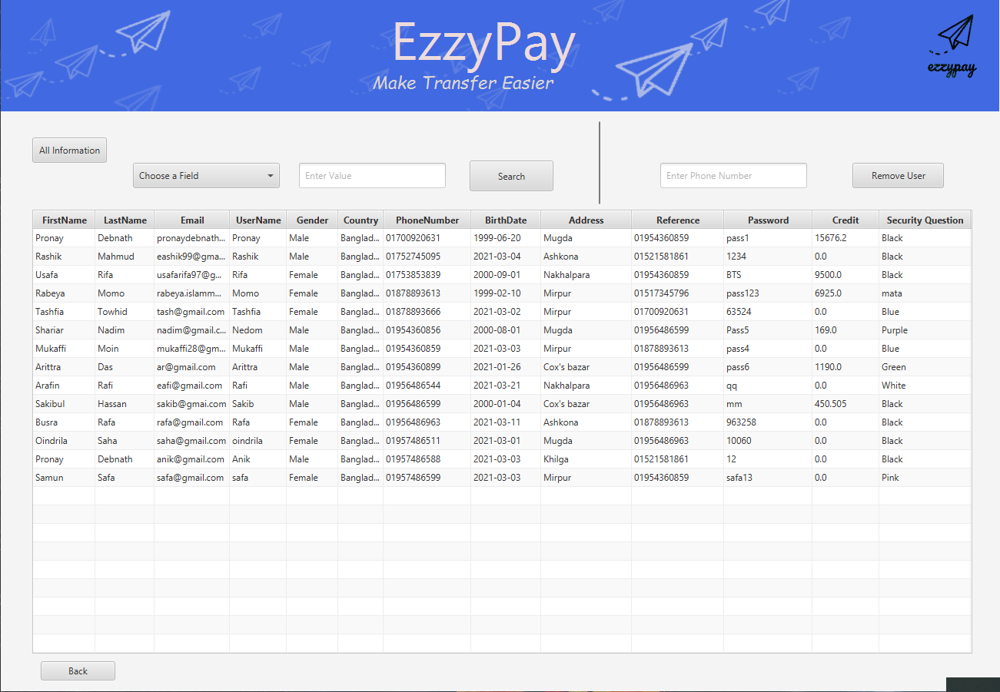 EzzyPay
Make Transfer Easier
ezzypay
All Information
Choose a Field Enter Value Search Enter Phone Number Remove User
FirstName LastName Email UserName Gender Country PhoneNumber BirthDate Address Reference Password Credit Security Question
Pronay Debnath pronaydebnath... Pronay Male Banglad... 01700920631 1999-06-20 Mugda 01954360859 pass1 15676.2 Black
Rashik Mahmud eashik99@gma... Rashik Male Banglad... 01752745095 2021-03-04 Ashkona 01521581861 1234 0.0 Black
Usafa Rifa usafarifa97@g... Rifa Female Banglad... 01753853839 2000-09-01 Nakhalpara 01954360859 BTS 9500.0 Black
Rabeya Momo rabeya.islamm... Momo Female Banglad... 01878893613 1999-02-10 Mirpur 01517345796 pass123 6925.0 mata
Tashfia Towhid tash@gmail.com Tashfia Female Banglad... 01878893666 2021-03-02 Mirpur 01700920631 63524 0.0 Blue
Shariar Nadim nadim@gmail.c... Nedom Male Banglad... 01954360856 2000-08-01 Mugda 01956486599 Pass5 169.0 Purple
Mukaffi Moin mukaffi28@gm... Mukaffi Male Banglad... 01954360859 2021-03-03 Mirpur 01878893613 pass4 0.0 Blue
Arittra Das ar@gmail.com Arittra Male Banglad... 01954360899 2021-01-26 Cox's bazar 01956486599 pass6 1190.0 Green
Arafin Rafi eafi@gmail.com Rafi Male Banglad... 01956486544 2021-03-21 Nakhalpara 01956486963 qq 0.0 White
Sakibul Hassan sakib@gmai.com Sakib Male Banglad... 01956486599 2000-01-04 Cox's bazar 01956486963 mm 450.505 Black
Busra Rafa rafa@gmail.com Rafa Female Banglad... 01956486963 2021-03-11 Ashkona 01878893613 963258 0.0 Black
Oindrila Saha saha@gmail.com oindrila Female Banglad... 01957486511 2021-03-01 Mugda 01956486963 10060 0.0 Black
Pronay Debnath anik@gmail.com Anik Male Banglad... 01957486588 2021-03-03 Khilga 01521581861 12 0.0 Black
Samun Safa safa@gmail.com safa Female Banglad... 01957486599 2021-03-03 Mirpur 01954360859 safa13 0.0 Pink
Back